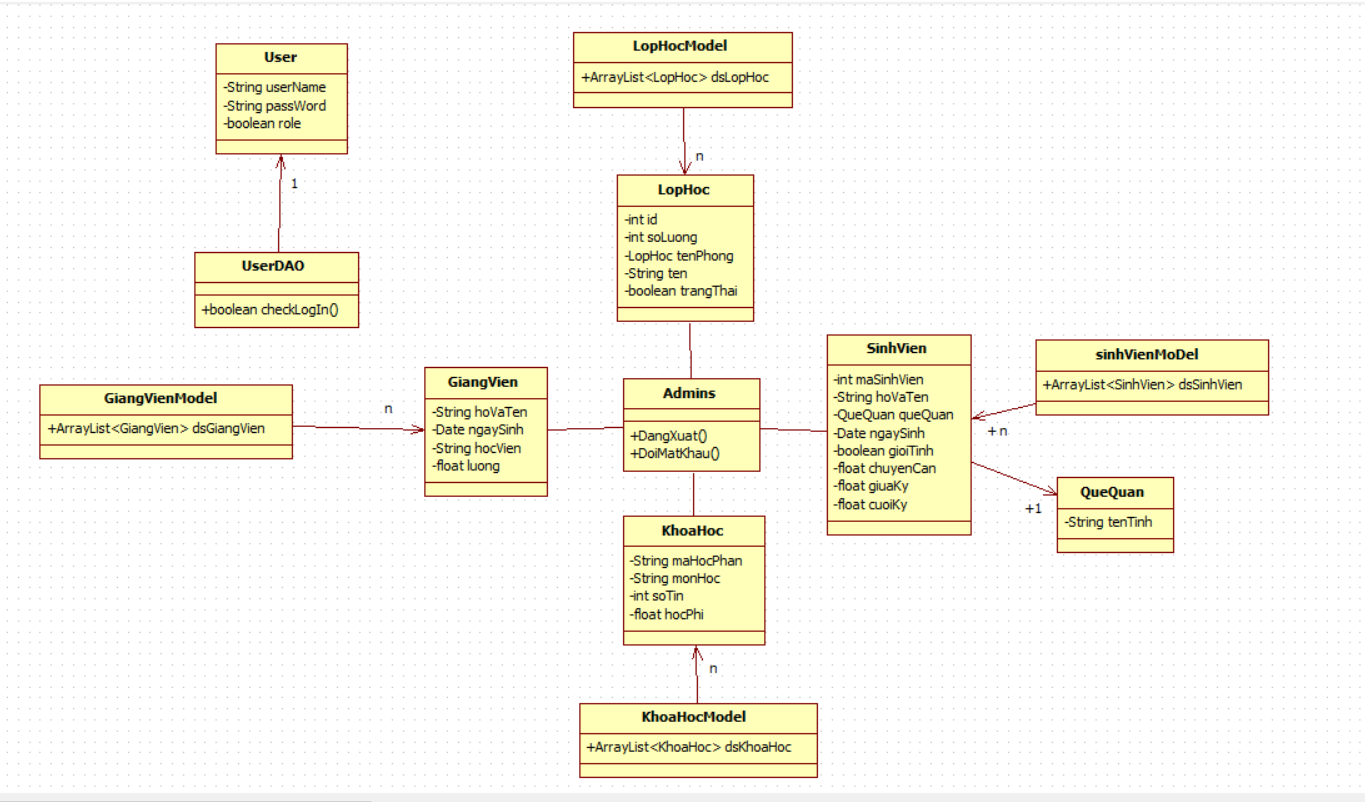 User
-String userName
-String passWord
-boolean role
1
UserDAO
+boolean checkLogIn()
LopHocModel
+ArrayList<LopHoc> dsLopHoc
n
LopHoc
-int id
-int soLuong
-LopHoc tenPhong
-String ten
-boolean trangThai
GiangVienModel
+ArrayList<GiangVien> dsGiangVien
n
GiangVien
-String hoVaTen
-Date ngaySinh
-String hocVien
-float luong
Admins
+DangXuat()
+DoiMatKhau()
SinhVien
-int maSinhVien
-String hoVaTen
-QueQuan queQuan
-Date ngaySinh
-boolean gioiTinh
-float chuyenCan
-float giuaKy
-float cuoiKy
sinhVienMoDel
+ArrayList<SinhVien> dsSinhVien
+n
+1
QueQuan
-String tenTinh
KhoaHoc
-String maHocPhan
-String monHoc
-int soTin
-float hocPhi
n
KhoaHocModel
+ArrayList<KhoaHoc> dsKhoaHoc